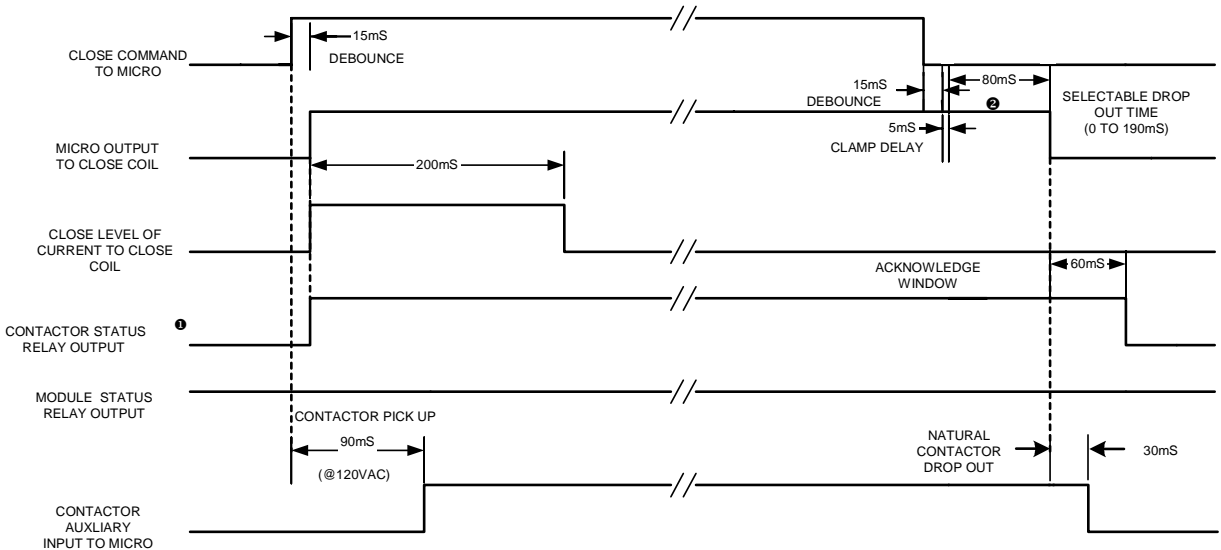 CLOSE COMMAND
TO MICRO
15mS
DEBOUNCE
15mS
DEBOUNCE
80mS
❷
SELECTABLE DROP
OUT TIME
(0 TO 190mS)
5mS
CLAMP DELAY
MICRO OUTPUT
TO CLOSE COIL
200mS
CLOSE LEVEL OF
CURRENT TO CLOSE
COIL
ACKNOWLEDGE
WINDOW
60mS
CONTACTOR STATUS ❶
RELAY OUTPUT
MODULE STATUS
RELAY OUTPUT
CONTACTOR PICK UP
90mS
(@120VAC)
NATURAL
CONTACTOR
DROP OUT
30mS
CONTACTOR
AUXLIARY
INPUT TO MICRO